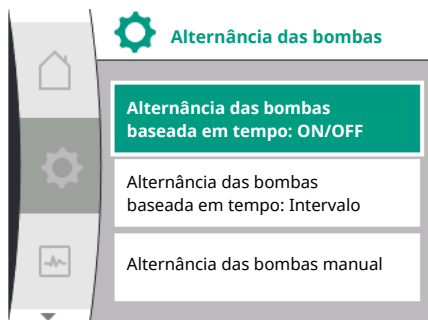 Alternância das bombas
Alternância das bombas
baseada em tempo: ON/OFF
Alternância das bombas
baseada em tempo: Intervalo
Alternância das bombas manual